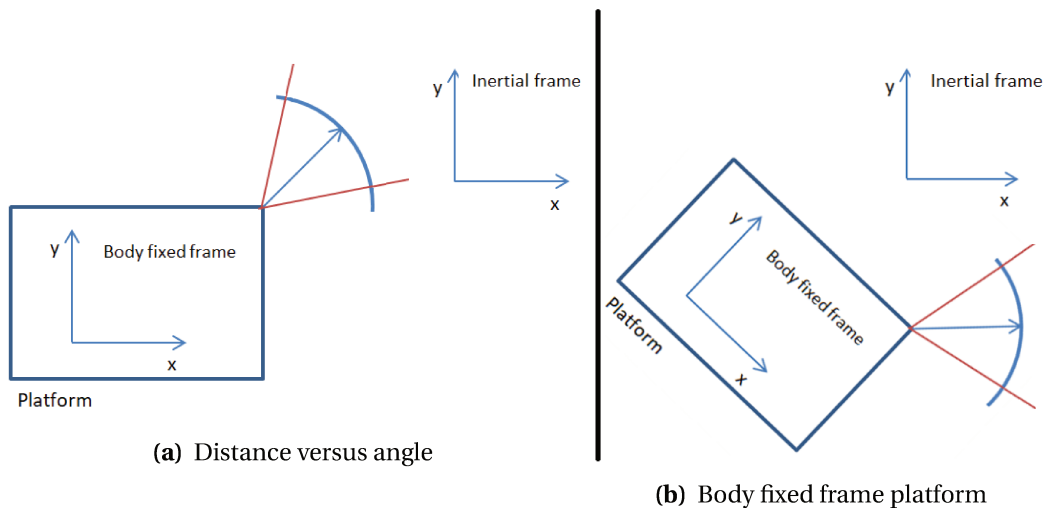 y
Inertial frame
x
y
Body fixed frame
x
Platform
(a) Distance versus angle
y
Inertial frame
x
y
Body fixed frame
x
Platform
(b) Body fixed frame platform